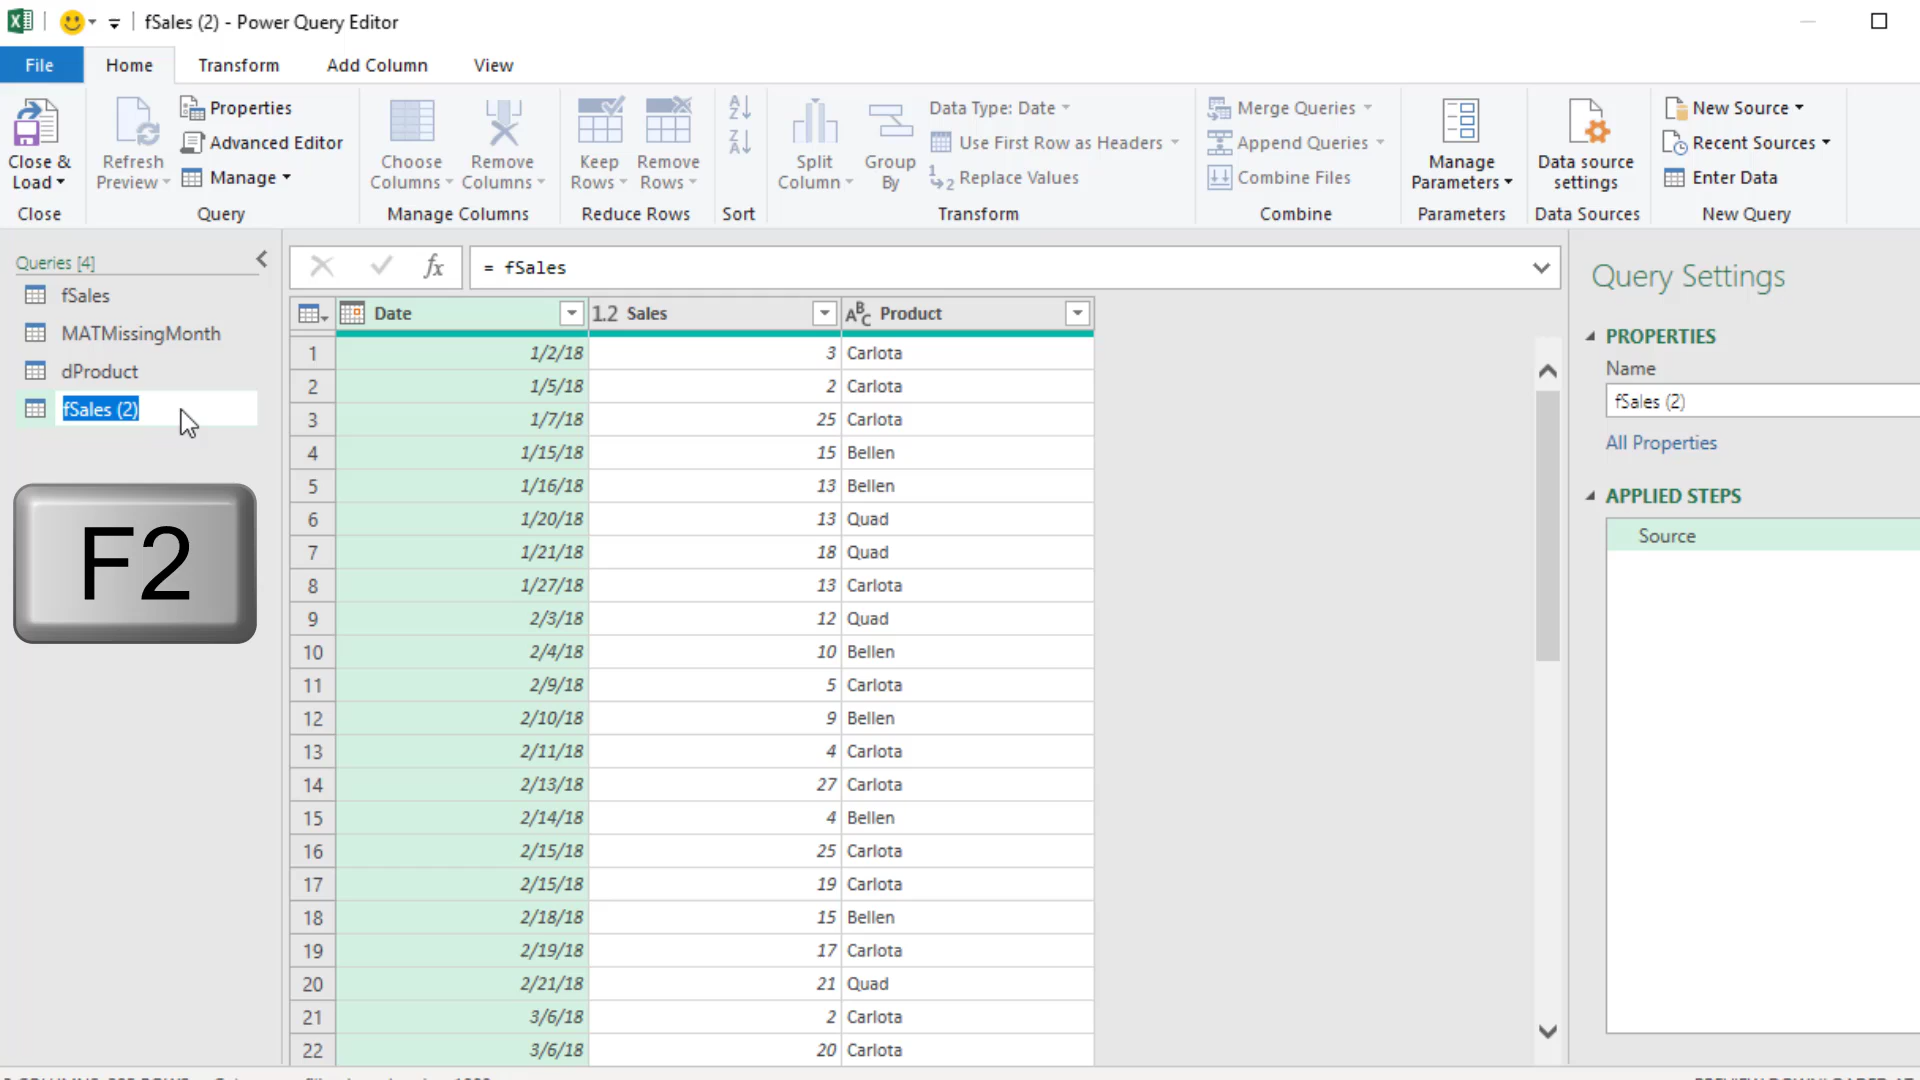 fSales (2) - Power Query Editor
File Home Transform Add Column View
Close & Load
Close
Refresh Preview
Properties
Advanced Editor
Manage
Query
Choose Columns
Remove Columns
Manage Columns
Keep Rows
Remove Rows
Reduce Rows
Sort
Split Column
Group By
Data Type: Date
Use First Row as Headers
Replace Values
Transform
Merge Queries
Append Queries
Combine Files
Combine
Manage Parameters
Parameters
Data source settings
Data Sources
New Source
Recent Sources
Enter Data
New Query
Queries [4]
fSales
MATMissingMonth
dProduct
fSales (2)
F2
fx = fSales
Date 1.2 Sales ABC Product
1 1/2/18 3 Carlota
2 1/5/18 2 Carlota
3 1/7/18 25 Carlota
4 1/15/18 15 Bellen
5 1/16/18 13 Bellen
6 1/20/18 13 Quad
7 1/21/18 18 Quad
8 1/27/18 13 Carlota
9 2/3/18 12 Quad
10 2/4/18 10 Bellen
11 2/9/18 5 Carlota
12 2/10/18 9 Bellen
13 2/11/18 4 Carlota
14 2/13/18 27 Carlota
15 2/14/18 4 Bellen
16 2/15/18 25 Carlota
17 2/15/18 19 Carlota
18 2/18/18 15 Bellen
19 2/19/18 17 Carlota
20 2/21/18 21 Quad
21 3/6/18 2 Carlota
22 3/6/18 20 Carlota
Query Settings
PROPERTIES
Name
fSales (2)
All Properties
APPLIED STEPS
Source